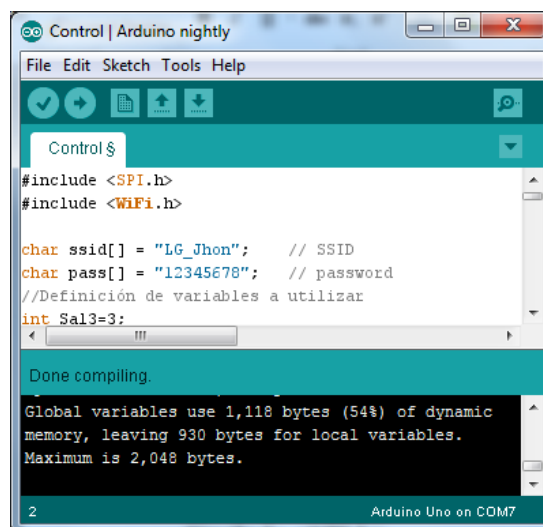 Control | Arduino nightly
File Edit Sketch Tools Help
Control §
#include <SPI.h>
#include <WiFi.h>
char ssid[] = "LG_Jhon";    // SSID
char pass[] = "12345678";   // password
//Definición de variables a utilizar
int Sal3=3;
Done compiling.
Global variables use 1,118 bytes (54%) of dynamic
memory, leaving 930 bytes for local variables.
Maximum is 2,048 bytes.
2 Arduino Uno on COM7